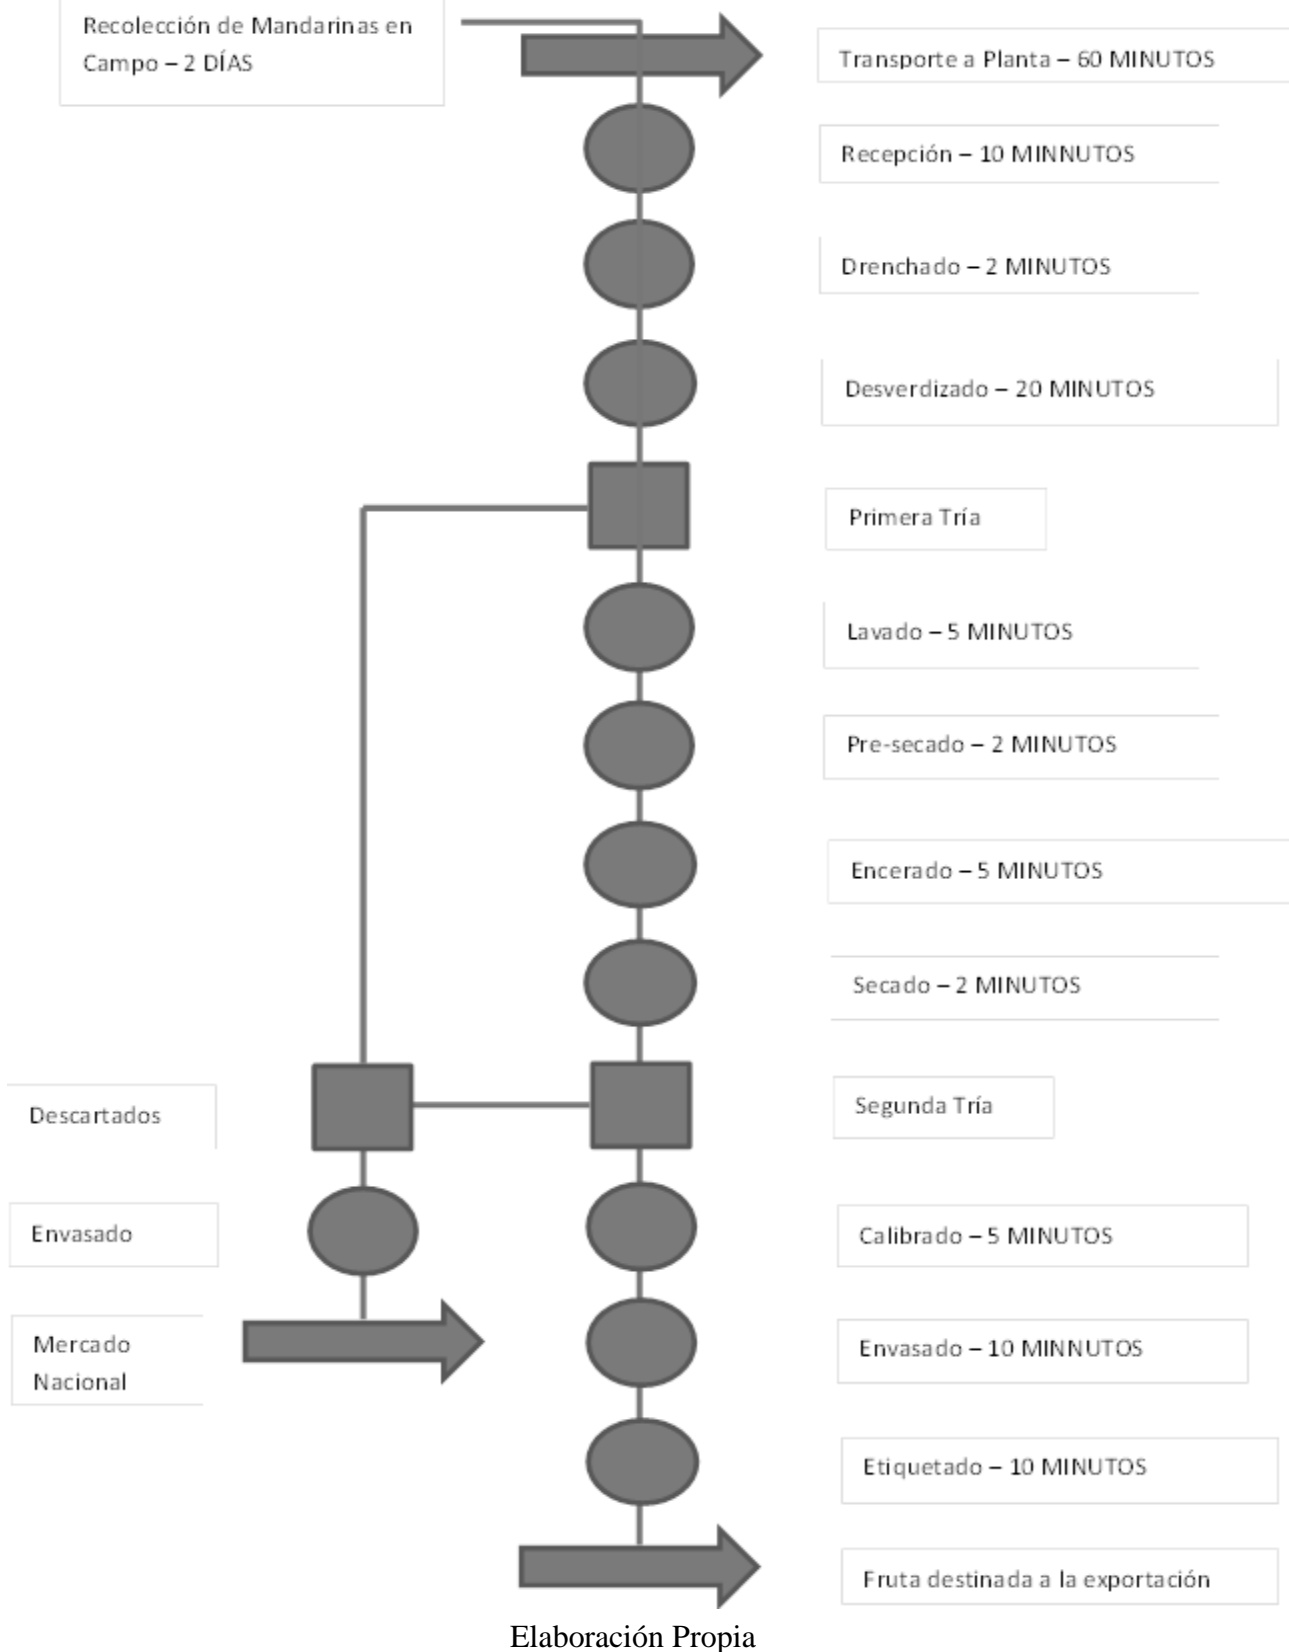 Recolección de Mandarinas en
Campo – 2 DÍAS
Transporte a Planta – 60 MINUTOS
Recepción – 10 MINNUTOS
Drenchado – 2 MINUTOS
Desverdizado – 20 MINUTOS
Primera Tría
Lavado – 5 MINUTOS
Pre-secado – 2 MINUTOS
Encerado – 5 MINUTOS
Secado – 2 MINUTOS
Descartados
Segunda Tría
Envasado
Calibrado – 5 MINUTOS
Mercado
Nacional
Envasado – 10 MINNUTOS
Etiquetado – 10 MINUTOS
Fruta destinada a la exportación
Elaboración Propia